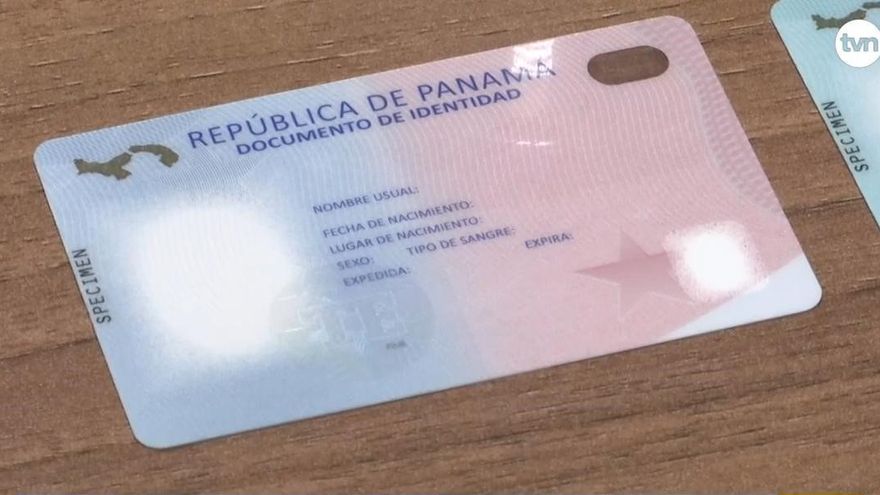 tvn
REPÚBLICA DE PANAMÁ
DOCUMENTO DE IDENTIDAD
NOMBRE USUAL:
FECHA DE NACIMIENTO:
LUGAR DE NACIMIENTO:
SEXO: TIPO DE SANGRE: EXPIRA:
EXPEDIDA:
SPECIMEN
SPECIMEN